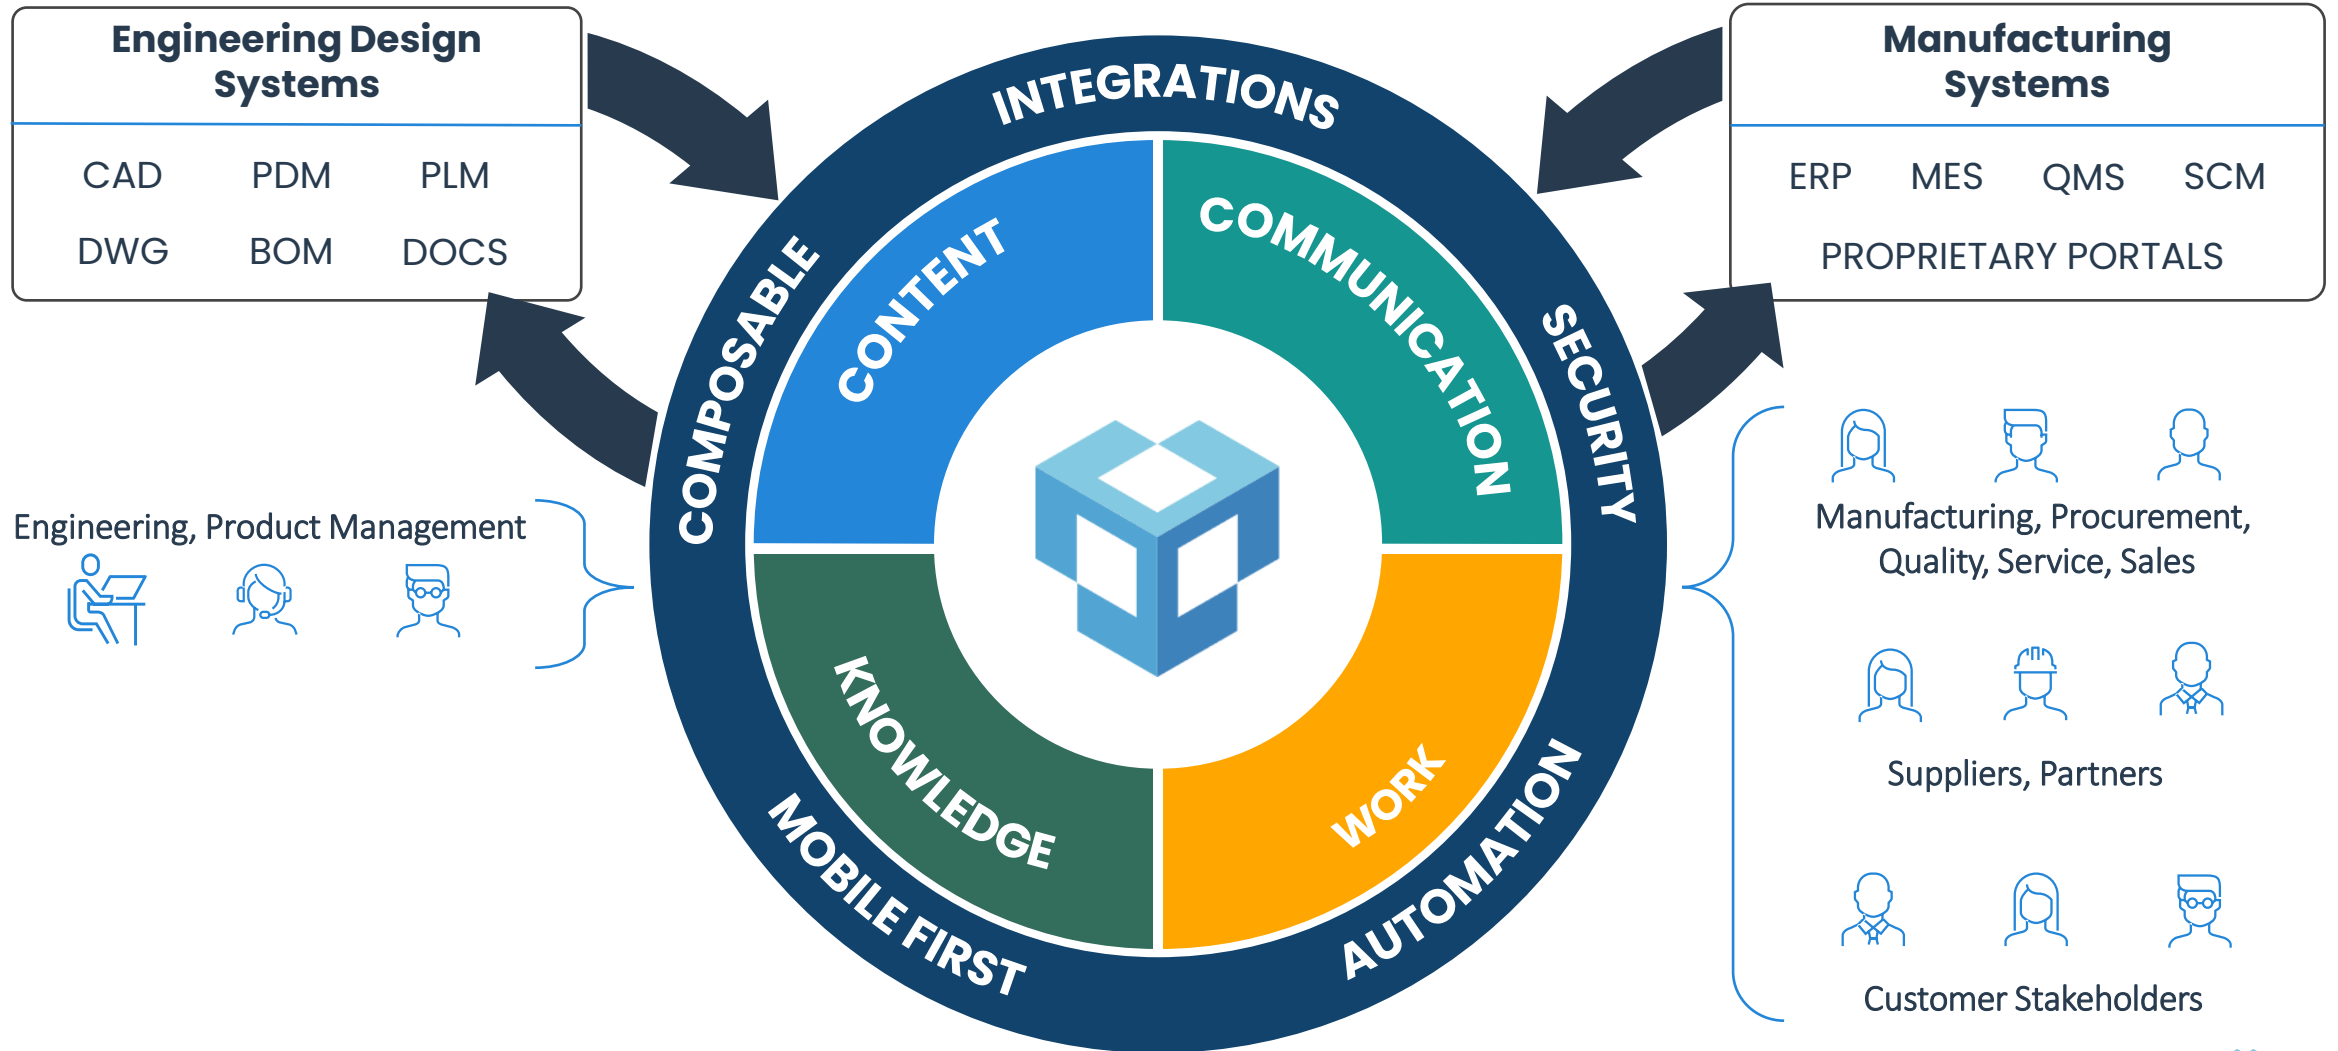 Engineering Design
Systems
CAD PDM PLM
DWG BOM DOCS
Engineering, Product Management
INTEGRATIONS
COMPOSABLE
SECURITY
MOBILE FIRST
AUTOMATION
CONTENT
COMMUNICATION
KNOWLEDGE
WORK
Manufacturing
Systems
ERP MES QMS SCM
PROPRIETARY PORTALS
Manufacturing, Procurement,
Quality, Service, Sales
Suppliers, Partners
Customer Stakeholders